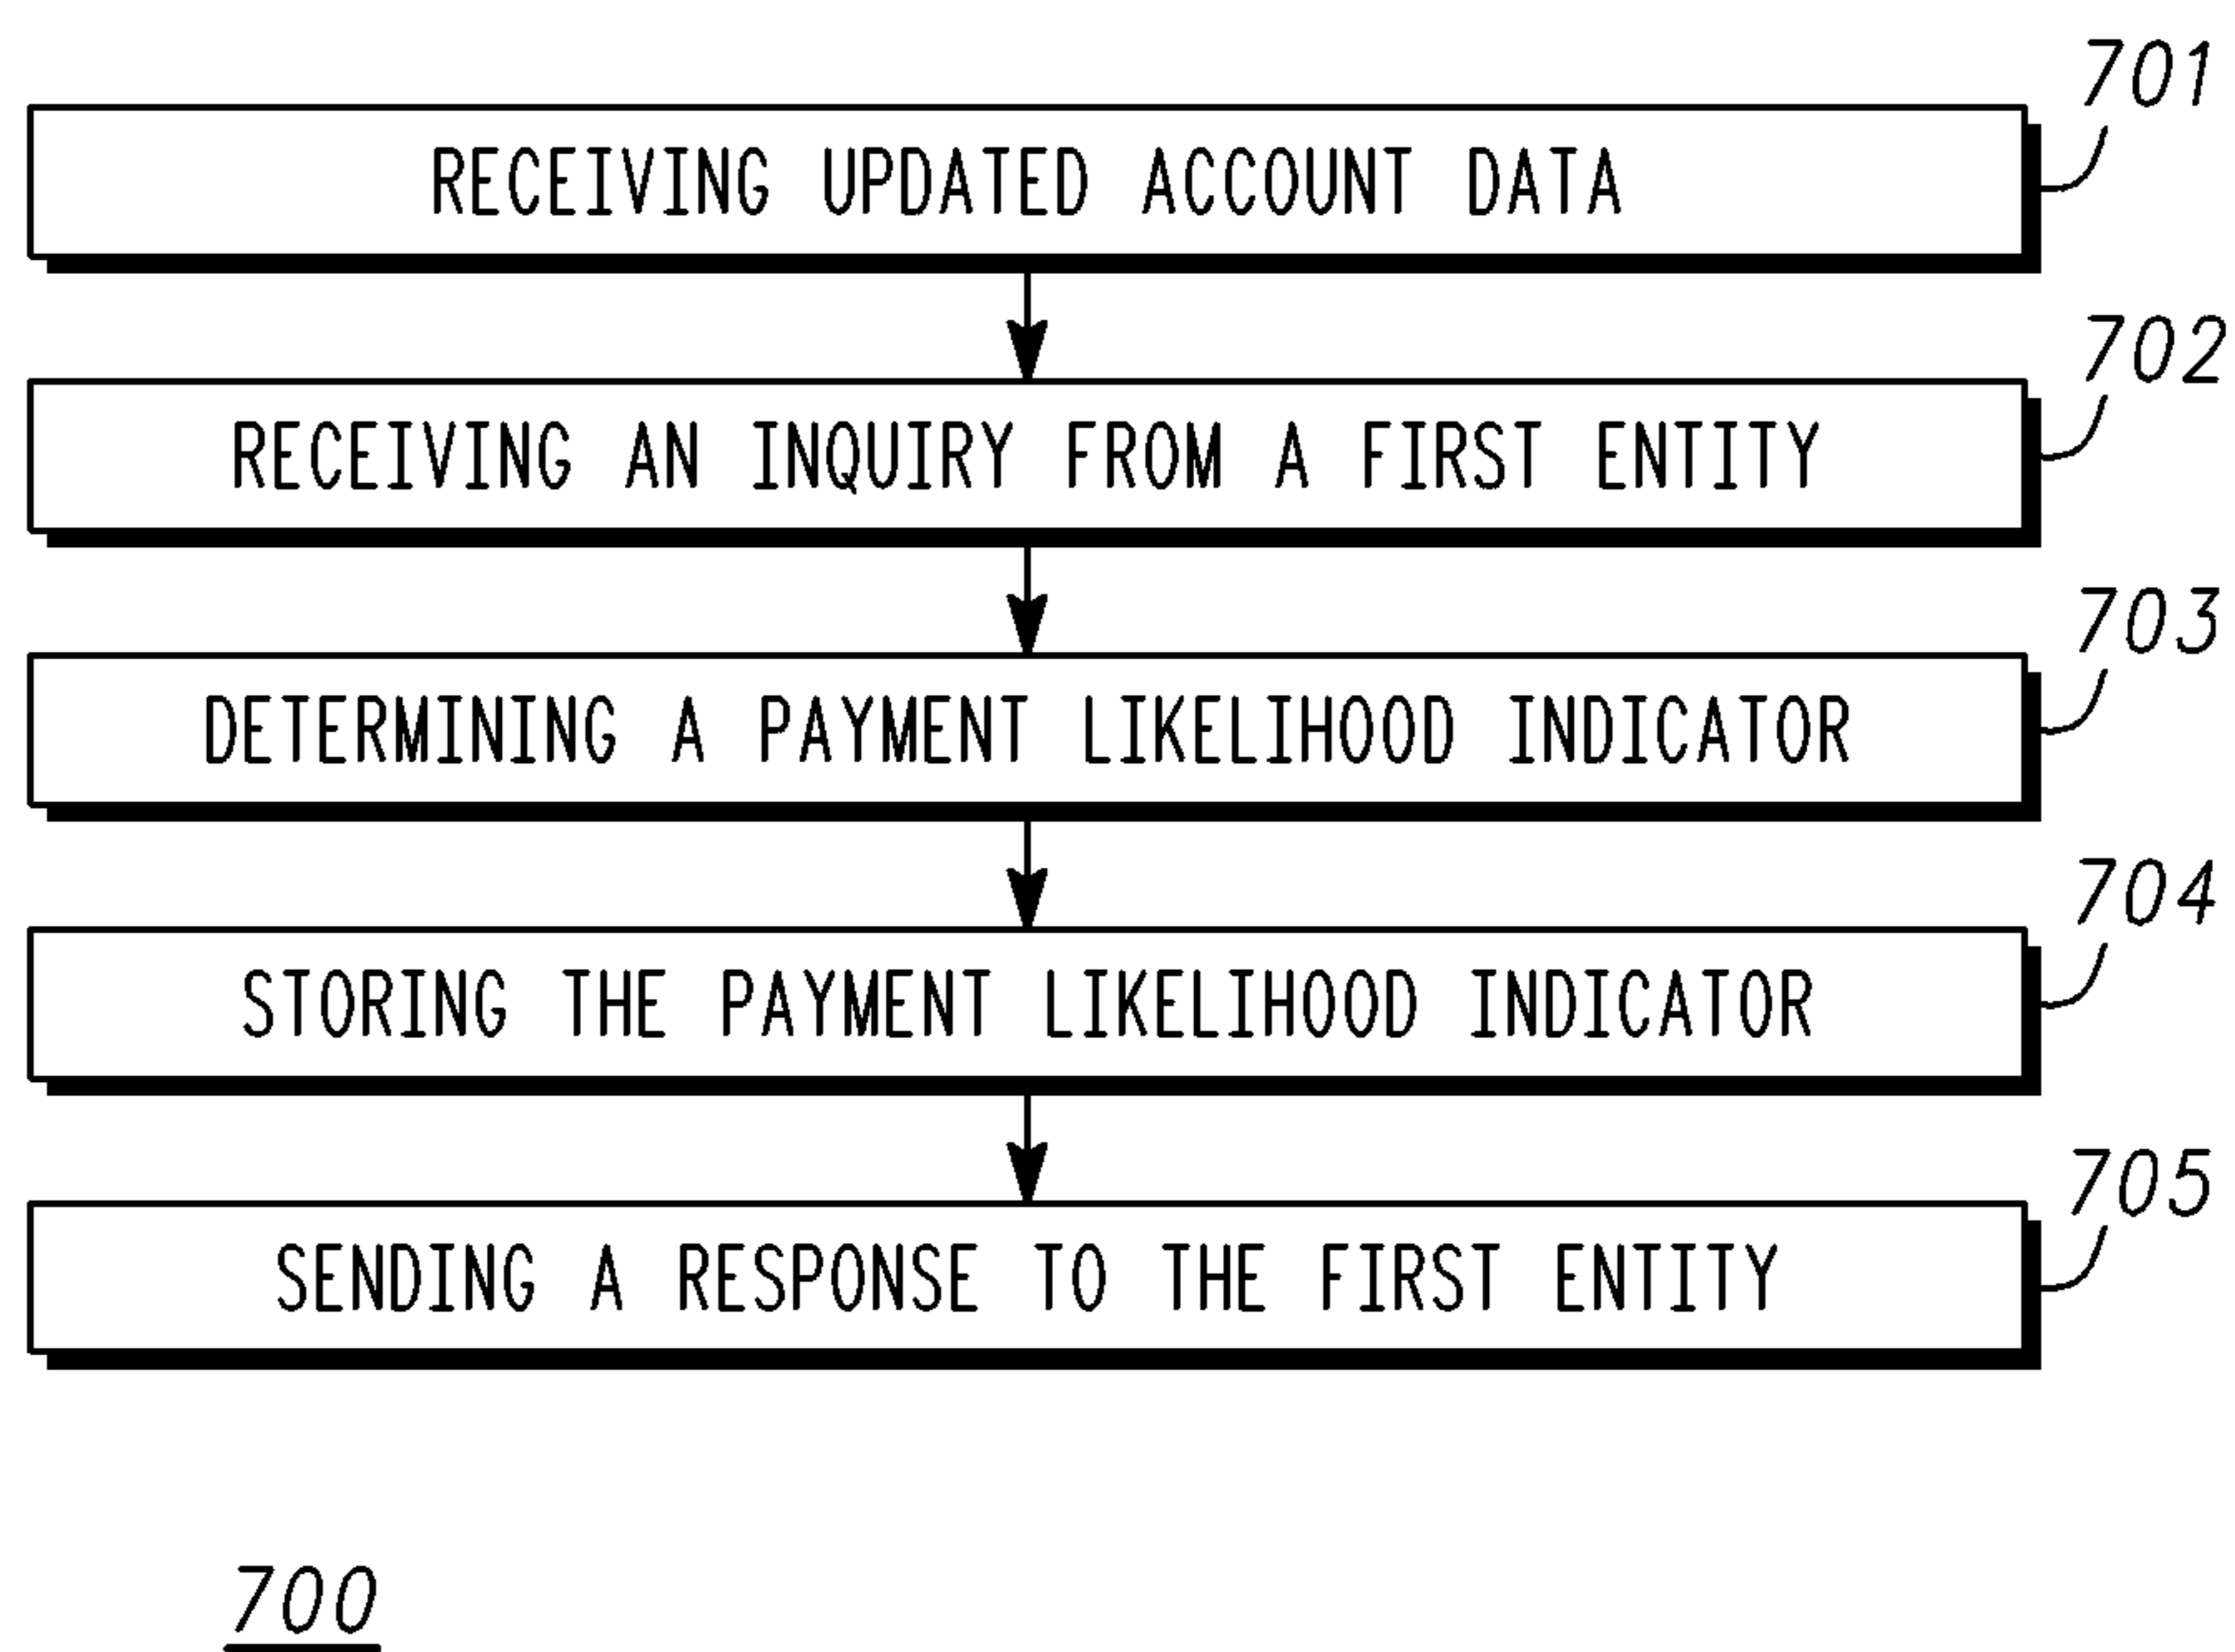 701
RECEIVING UPDATED ACCOUNT DATA
702
RECEIVING AN INQUIRY FROM A FIRST ENTITY
703
DETERMINING A PAYMENT LIKELIHOOD INDICATOR
704
STORING THE PAYMENT LIKELIHOOD INDICATOR
705
SENDING A RESPONSE TO THE FIRST ENTITY
700